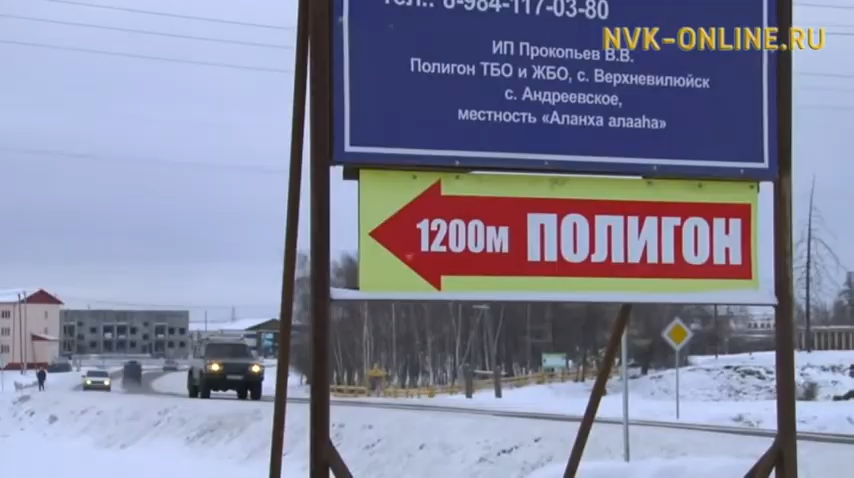 тел.: 8-984-117-03-80
NVK-ONLINE.RU
ИП Прокопьев В.В.
Полигон ТБО и ЖБО, с. Верхневилюйск
с. Андреевское,
местность «Аланха алааһа»
1200м ПОЛИГОН